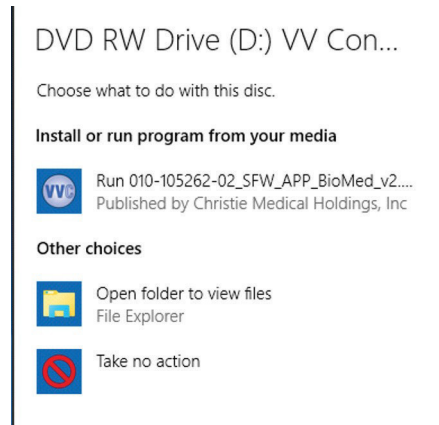 DVD RW Drive (D:) VV Con...
Choose what to do with this disc.
Install or run program from your media
VVC
Run 010-105262-02_SFW_APP_BioMed_v2....
Published by Christie Medical Holdings, Inc
Other choices
Open folder to view files
File Explorer
Take no action